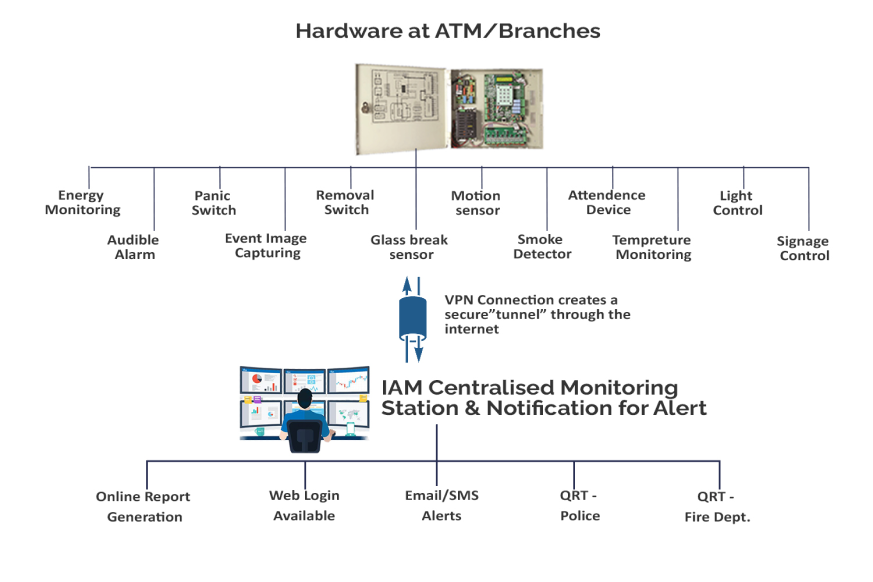 Hardware at ATM/Branches
Energy
Monitoring
Audible
Alarm
Panic
Switch
Event Image
Capturing
Removal
Switch
Glass break
sensor
Motion
sensor
Smoke
Detector
Attendence
Device
Tempreture
Monitoring
Light
Control
Signage
Control
VPN Connection creates a
secure”tunnel” through the
internet
IAM Centralised Monitoring
Station & Notification for Alert
Online Report
Generation
Web Login
Available
Email/SMS
Alerts
QRT -
Police
QRT -
Fire Dept.